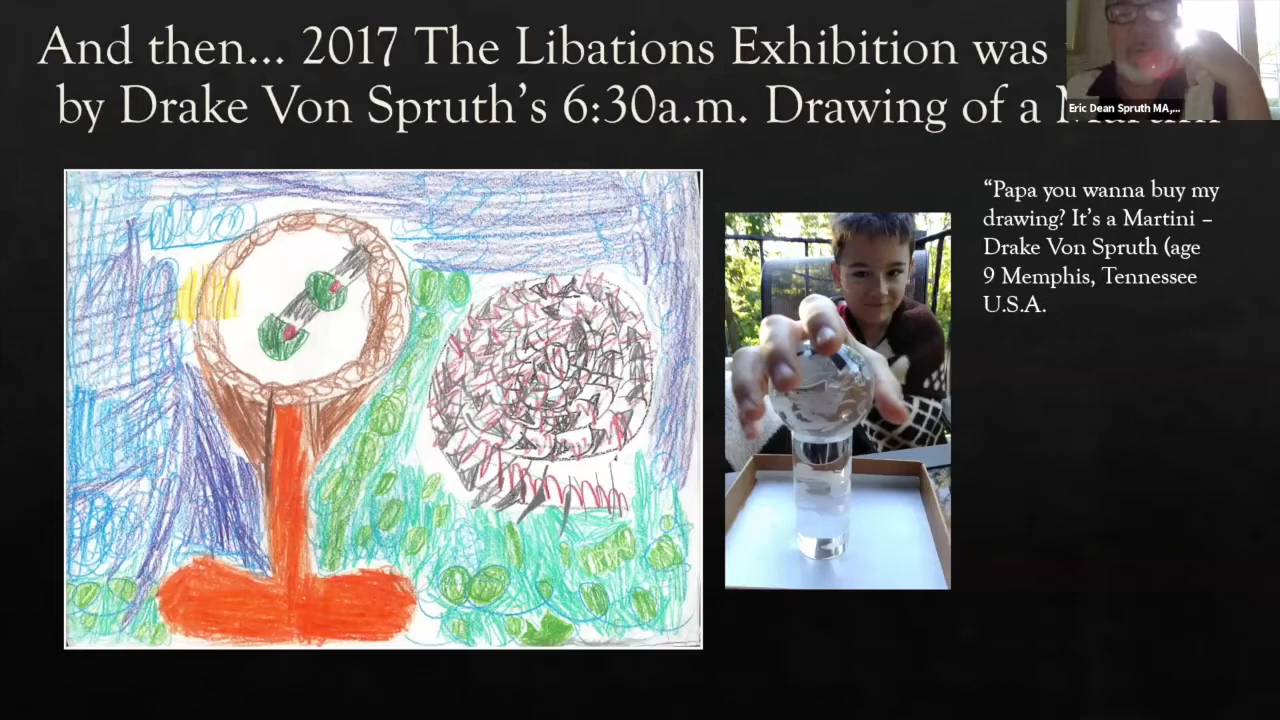 And then... 2017 The Libations Exhibition was
by Drake Von Spruth's 6:30a.m. Drawing of a
Eric Dean Spruth MA,...
“Papa you wanna buy my
drawing? It's a Martini –
Drake Von Spruth (age
9 Memphis, Tennessee
U.S.A.